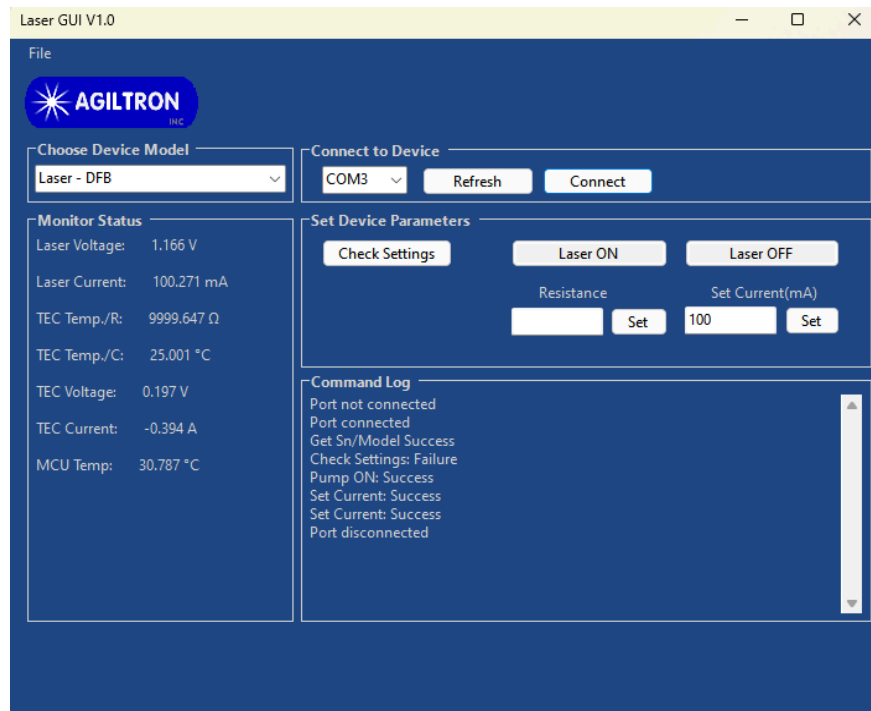 Laser GUI V1.0
File
AGILTRON
INC
Choose Device Model
Laser - DFB
Connect to Device
COM3 Refresh Connect
Monitor Status
Laser Voltage: 1.166 V
Laser Current: 100.271 mA
TEC Temp./R: 9999.647 Ω
TEC Temp./C: 25.001 °C
TEC Voltage: 0.197 V
TEC Current: -0.394 A
MCU Temp: 30.787 °C
Set Device Parameters
Check Settings Laser ON Laser OFF
Resistance Set Current(mA)
Set 100 Set
Command Log
Port not connected
Port connected
Get Sn/Model Success
Check Settings: Failure
Pump ON: Success
Set Current: Success
Set Current: Success
Port disconnected